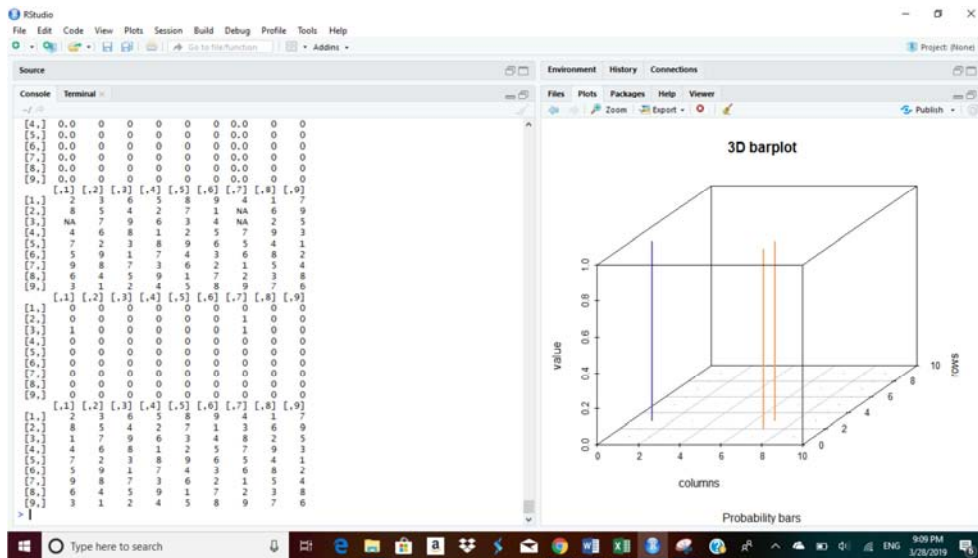 RStudio
File Edit Code View Plots Session Build Debug Profile Tools Help
Go to file/function Addins
Project: (None)
Source
Console Terminal
[4,] 0.0 0 0 0 0 0 0.0 0 0
[5,] 0.0 0 0 0 0 0 0.0 0 0
[6,] 0.0 0 0 0 0 0 0.0 0 0
[7,] 0.0 0 0 0 0 0 0.0 0 0
[8,] 0.0 0 0 0 0 0 0.0 0 0
[9,] 0.0 0 0 0 0 0 0.0 0 0
[,1] [,2] [,3] [,4] [,5] [,6] [,7] [,8] [,9]
[1,] 2 3 6 5 8 9 4 1 7
[2,] 8 5 4 2 7 1 NA 6 9
[3,] NA 7 9 6 3 4 NA 2 5
[4,] 4 6 8 1 2 5 7 9 3
[5,] 7 2 3 8 9 6 5 4 1
[6,] 5 9 1 7 4 3 6 8 2
[7,] 9 8 7 3 6 2 1 5 4
[8,] 6 4 5 9 1 7 2 3 8
[9,] 3 1 2 4 5 8 9 7 6
[,1] [,2] [,3] [,4] [,5] [,6] [,7] [,8] [,9]
[1,] 0 0 0 0 0 0 0 0 0
[2,] 0 0 0 0 0 0 1 0 0
[3,] 1 0 0 0 0 0 1 0 0
[4,] 0 0 0 0 0 0 0 0 0
[5,] 0 0 0 0 0 0 0 0 0
[6,] 0 0 0 0 0 0 0 0 0
[7,] 0 0 0 0 0 0 0 0 0
[8,] 0 0 0 0 0 0 0 0 0
[9,] 0 0 0 0 0 0 0 0 0
[,1] [,2] [,3] [,4] [,5] [,6] [,7] [,8] [,9]
[1,] 2 3 6 5 8 9 4 1 7
[2,] 8 5 4 2 7 1 3 6 9
[3,] 1 7 9 6 3 4 8 2 5
[4,] 4 6 8 1 2 5 7 9 3
[5,] 7 2 3 8 9 6 5 4 1
[6,] 5 9 1 7 4 3 6 8 2
[7,] 9 8 7 3 6 2 1 5 4
[8,] 6 4 5 9 1 7 2 3 8
[9,] 3 1 2 4 5 8 9 7 6
>
Environment History Connections
Files Plots Packages Help Viewer
Zoom Export Publish
3D barplot
value
0.0 0.2 0.4 0.6 0.8 1.0
0 2 4 6 8 10
columns
0 2 4 6 8 10
Probability bars
Type here to search
ENG
9:09 PM
3/28/2019